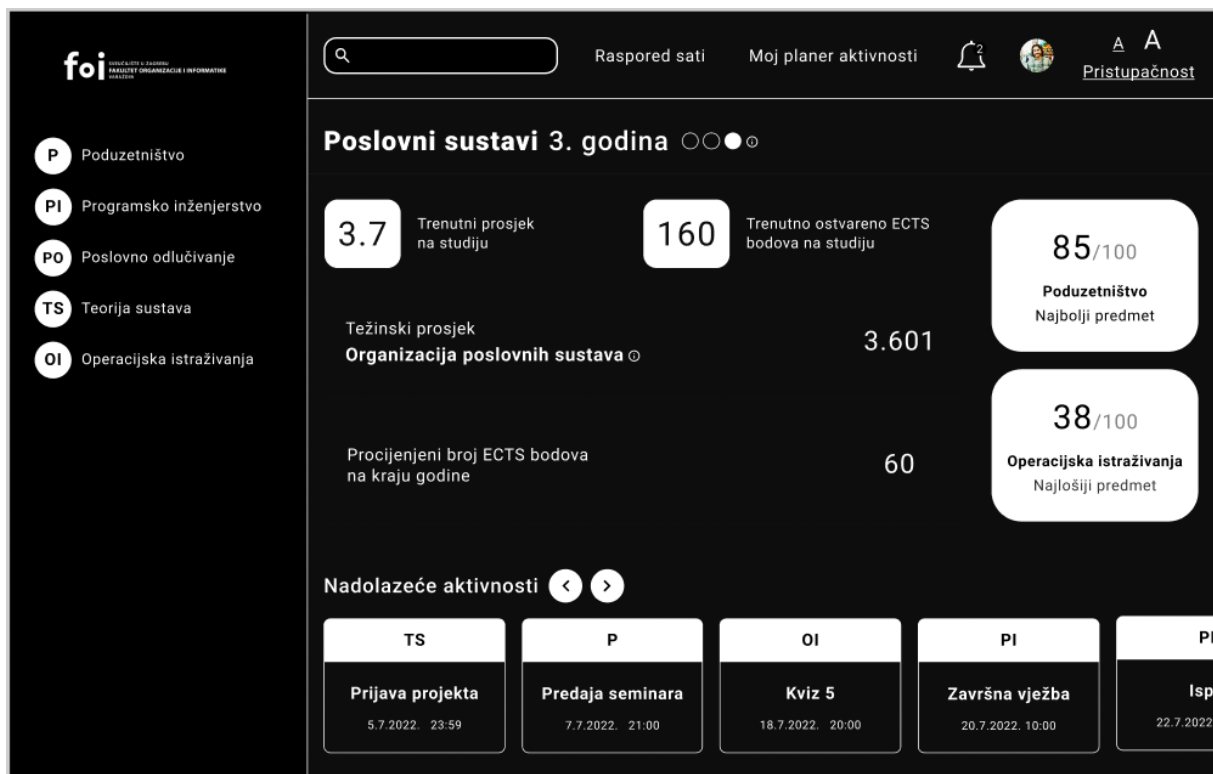 foi
SVEUČILIŠTE U ZAGREBU
FAKULTET ORGANIZACIJE I INFORMATIKE
VARAŽDIN
Raspored sati
Moj planer aktivnosti
2
A A
Pristupačnost
P Poduzetništvo
PI Programsko inženjerstvo
PO Poslovno odlučivanje
TS Teorija sustava
OI Operacijska istraživanja
Poslovni sustavi 3. godina
3.7
Trenutni prosjek
na studiju
160
Trenutno ostvareno ECTS
bodova na studiju
85/100
Poduzetništvo
Najbolji predmet
Težinski prosjek
Organizacija poslovnih sustava
3.601
38/100
Operacijska istraživanja
Najlošiji predmet
Procijenjeni broj ECTS bodova
na kraju godine
60
Nadolazeće aktivnosti
TS
Prijava projekta
5.7.2022. 23:59
P
Predaja seminara
7.7.2022. 21:00
OI
Kviz 5
18.7.2022. 20:00
PI
Završna vježba
20.7.2022. 10:00
Isp
22.7.2022